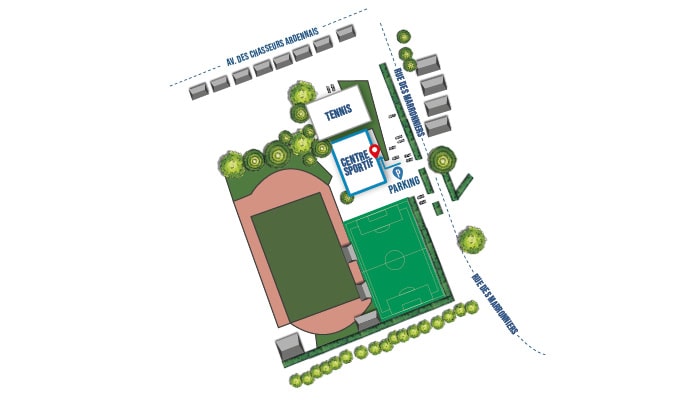 AV. DES CHASSEURS ARDENNAIS
RUE DES MARRONNIERS
TENNIS
CENTRE
SPORTIF
P
PARKING
RUE DES MARRONNIERS